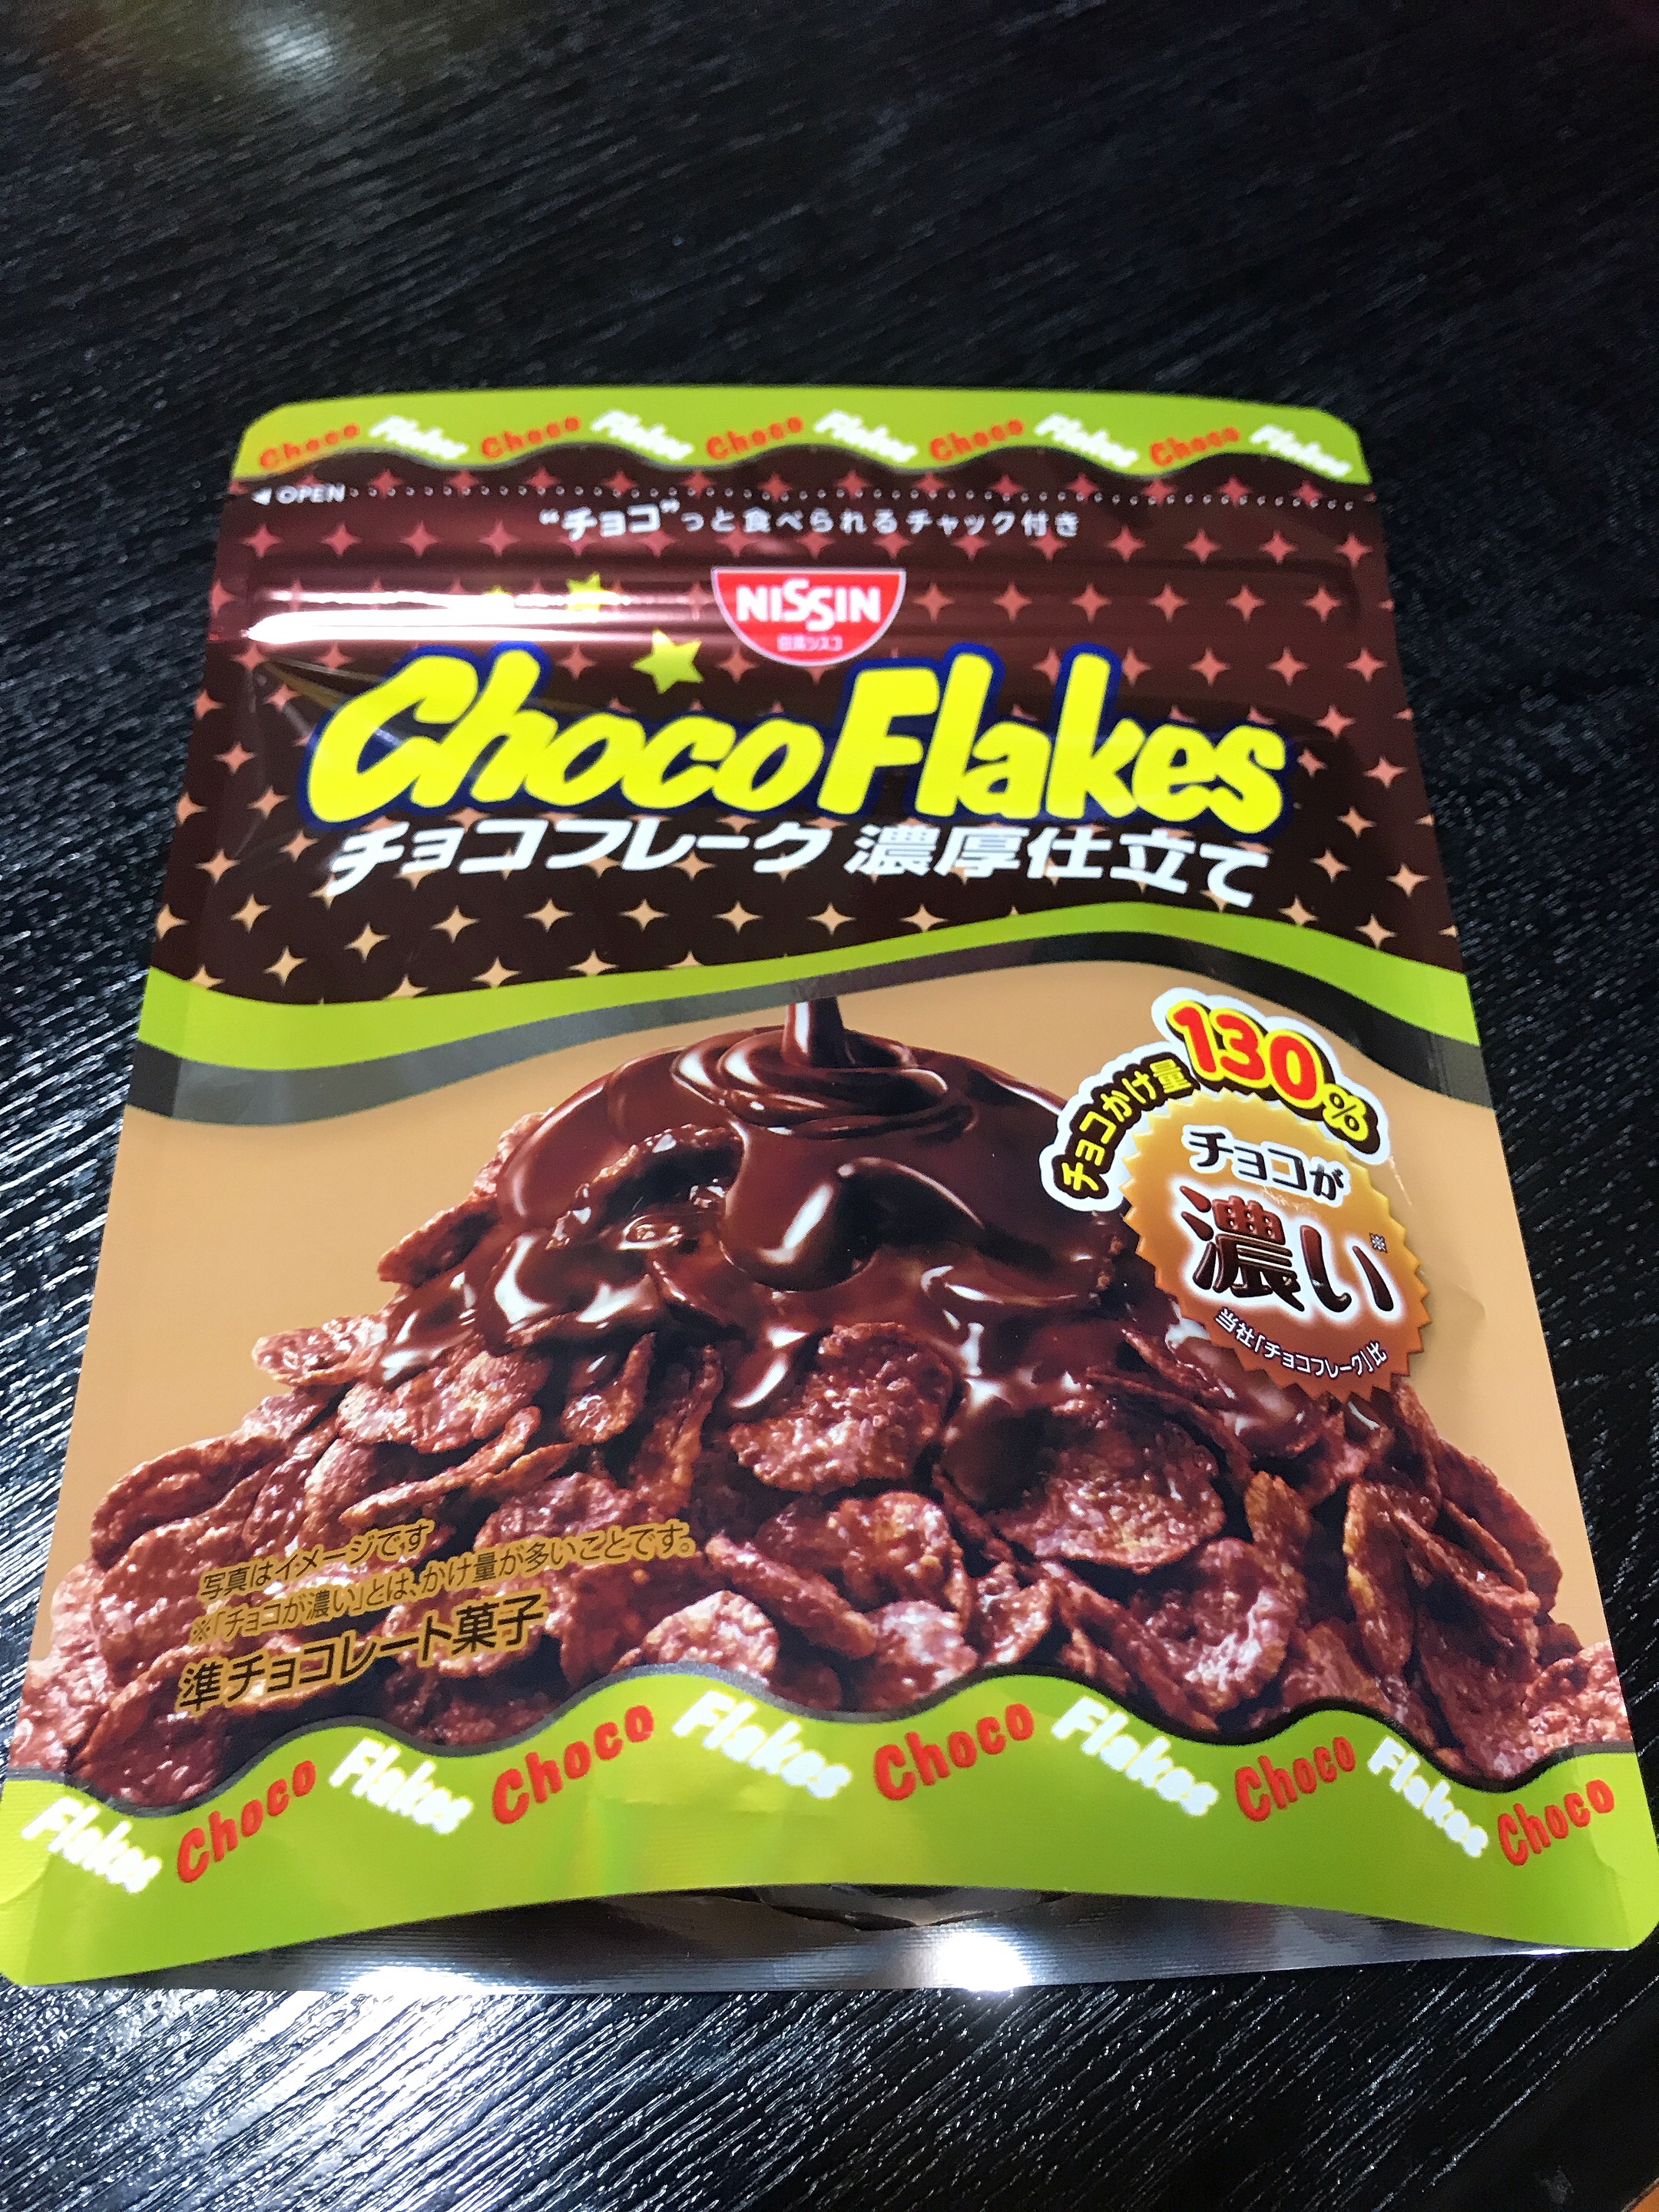 Choco Flakes Choco Flakes Choco Flakes Choco Flakes Choco Flakes
◀ OPEN
“チョコ”っと食べられるチャック付き
NISSIN
日清シスコ
Choco Flakes
チョコフレーク 濃厚仕立て
チョコかけ量130%
チョコが
濃い※
当社「チョコフレーク」比
写真はイメージです
※「チョコが濃い」とは、かけ量が多いことです。
準チョコレート菓子
Flakes Choco Flakes Choco Flakes Choco Flakes Choco Flakes Choco